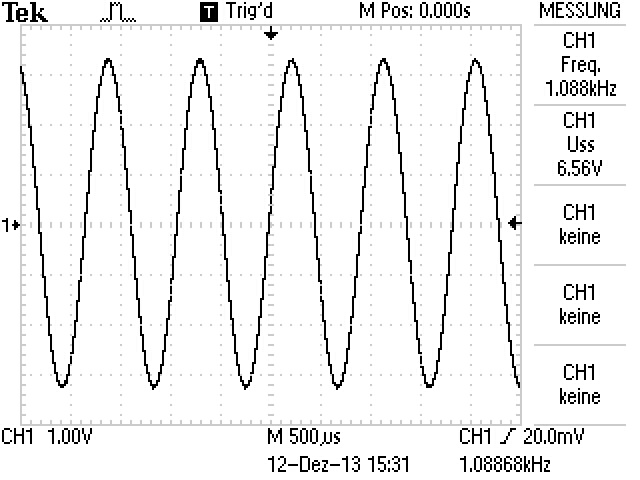 Tek T Trig'd M Pos: 0.000s MESSUNG
CH1
Freq.
1.088kHz
CH1
Uss
6.56V
1
CH1
keine
CH1
keine
CH1
keine
CH1 1.00V M 500µs CH1 20.0mV
12-Dez-13 15:31 1.08868kHz